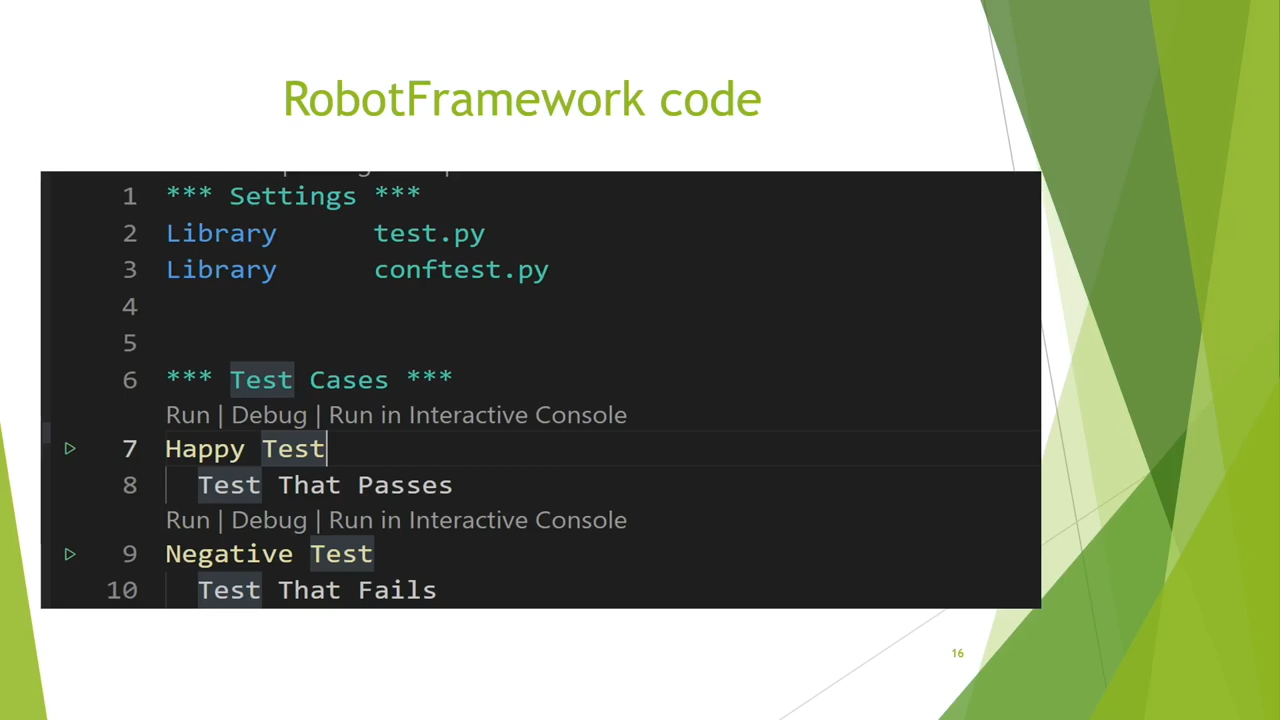 RobotFramework code
1 *** Settings ***
2 Library      test.py
3 Library      conftest.py
4
5
6 *** Test Cases ***
Run | Debug | Run in Interactive Console
7 Happy Test
8   Test That Passes
Run | Debug | Run in Interactive Console
9 Negative Test
10   Test That Fails
16